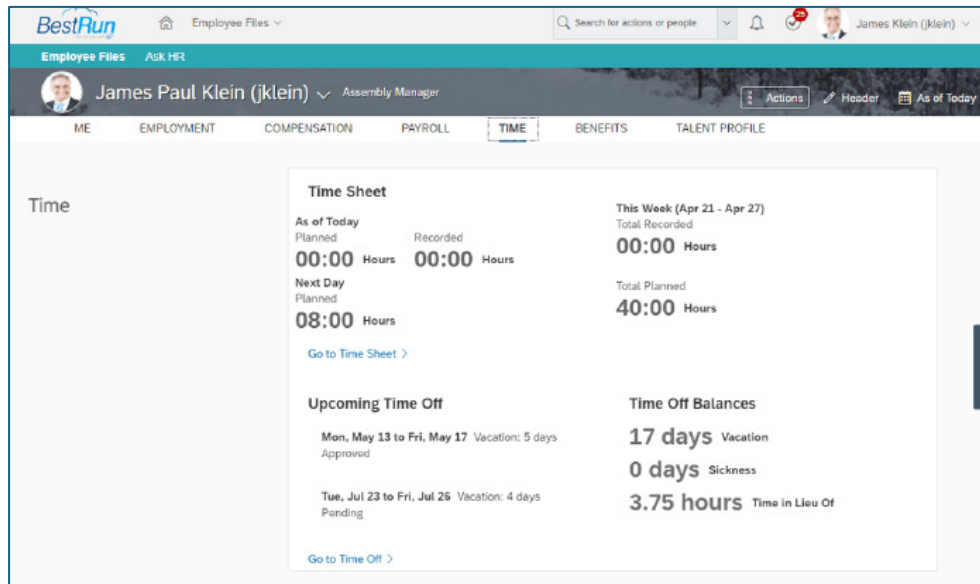 BestRun
Employee Files
Search for actions or people
25
James Klein (jklein)
Employee Files Ask HR
James Paul Klein (jklein) Assembly Manager
Actions Header As of Today
ME EMPLOYMENT COMPENSATION PAYROLL TIME BENEFITS TALENT PROFILE
Time
Time Sheet
As of Today
Planned Recorded
00:00 Hours 00:00 Hours
Next Day
Planned
08:00 Hours
This Week (Apr 21 - Apr 27)
Total Recorded
00:00 Hours
Total Planned
40:00 Hours
Go to Time Sheet >
Upcoming Time Off
Mon, May 13 to Fri, May 17 Vacation: 5 days
Approved
Tue, Jul 23 to Fri, Jul 26 Vacation: 4 days
Pending
Go to Time Off >
Time Off Balances
17 days Vacation
0 days Sickness
3.75 hours Time in Lieu Of